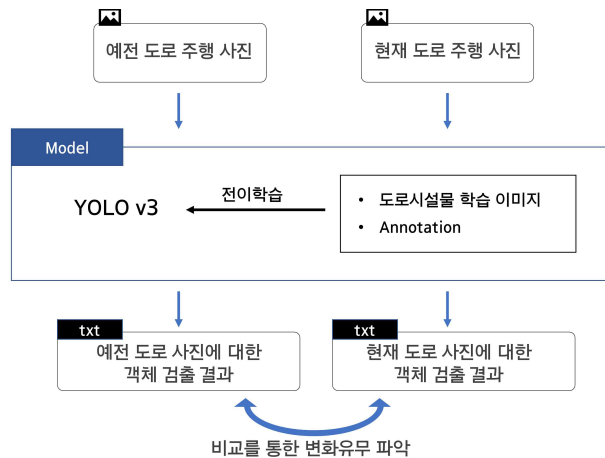 예전 도로 주행 사진
현재 도로 주행 사진
Model
YOLO v3
전이학습
• 도로시설물 학습 이미지
• Annotation
txt
예전 도로 사진에 대한
객체 검출 결과
txt
현재 도로 사진에 대한
객체 검출 결과
비교를 통한 변화유무 파악